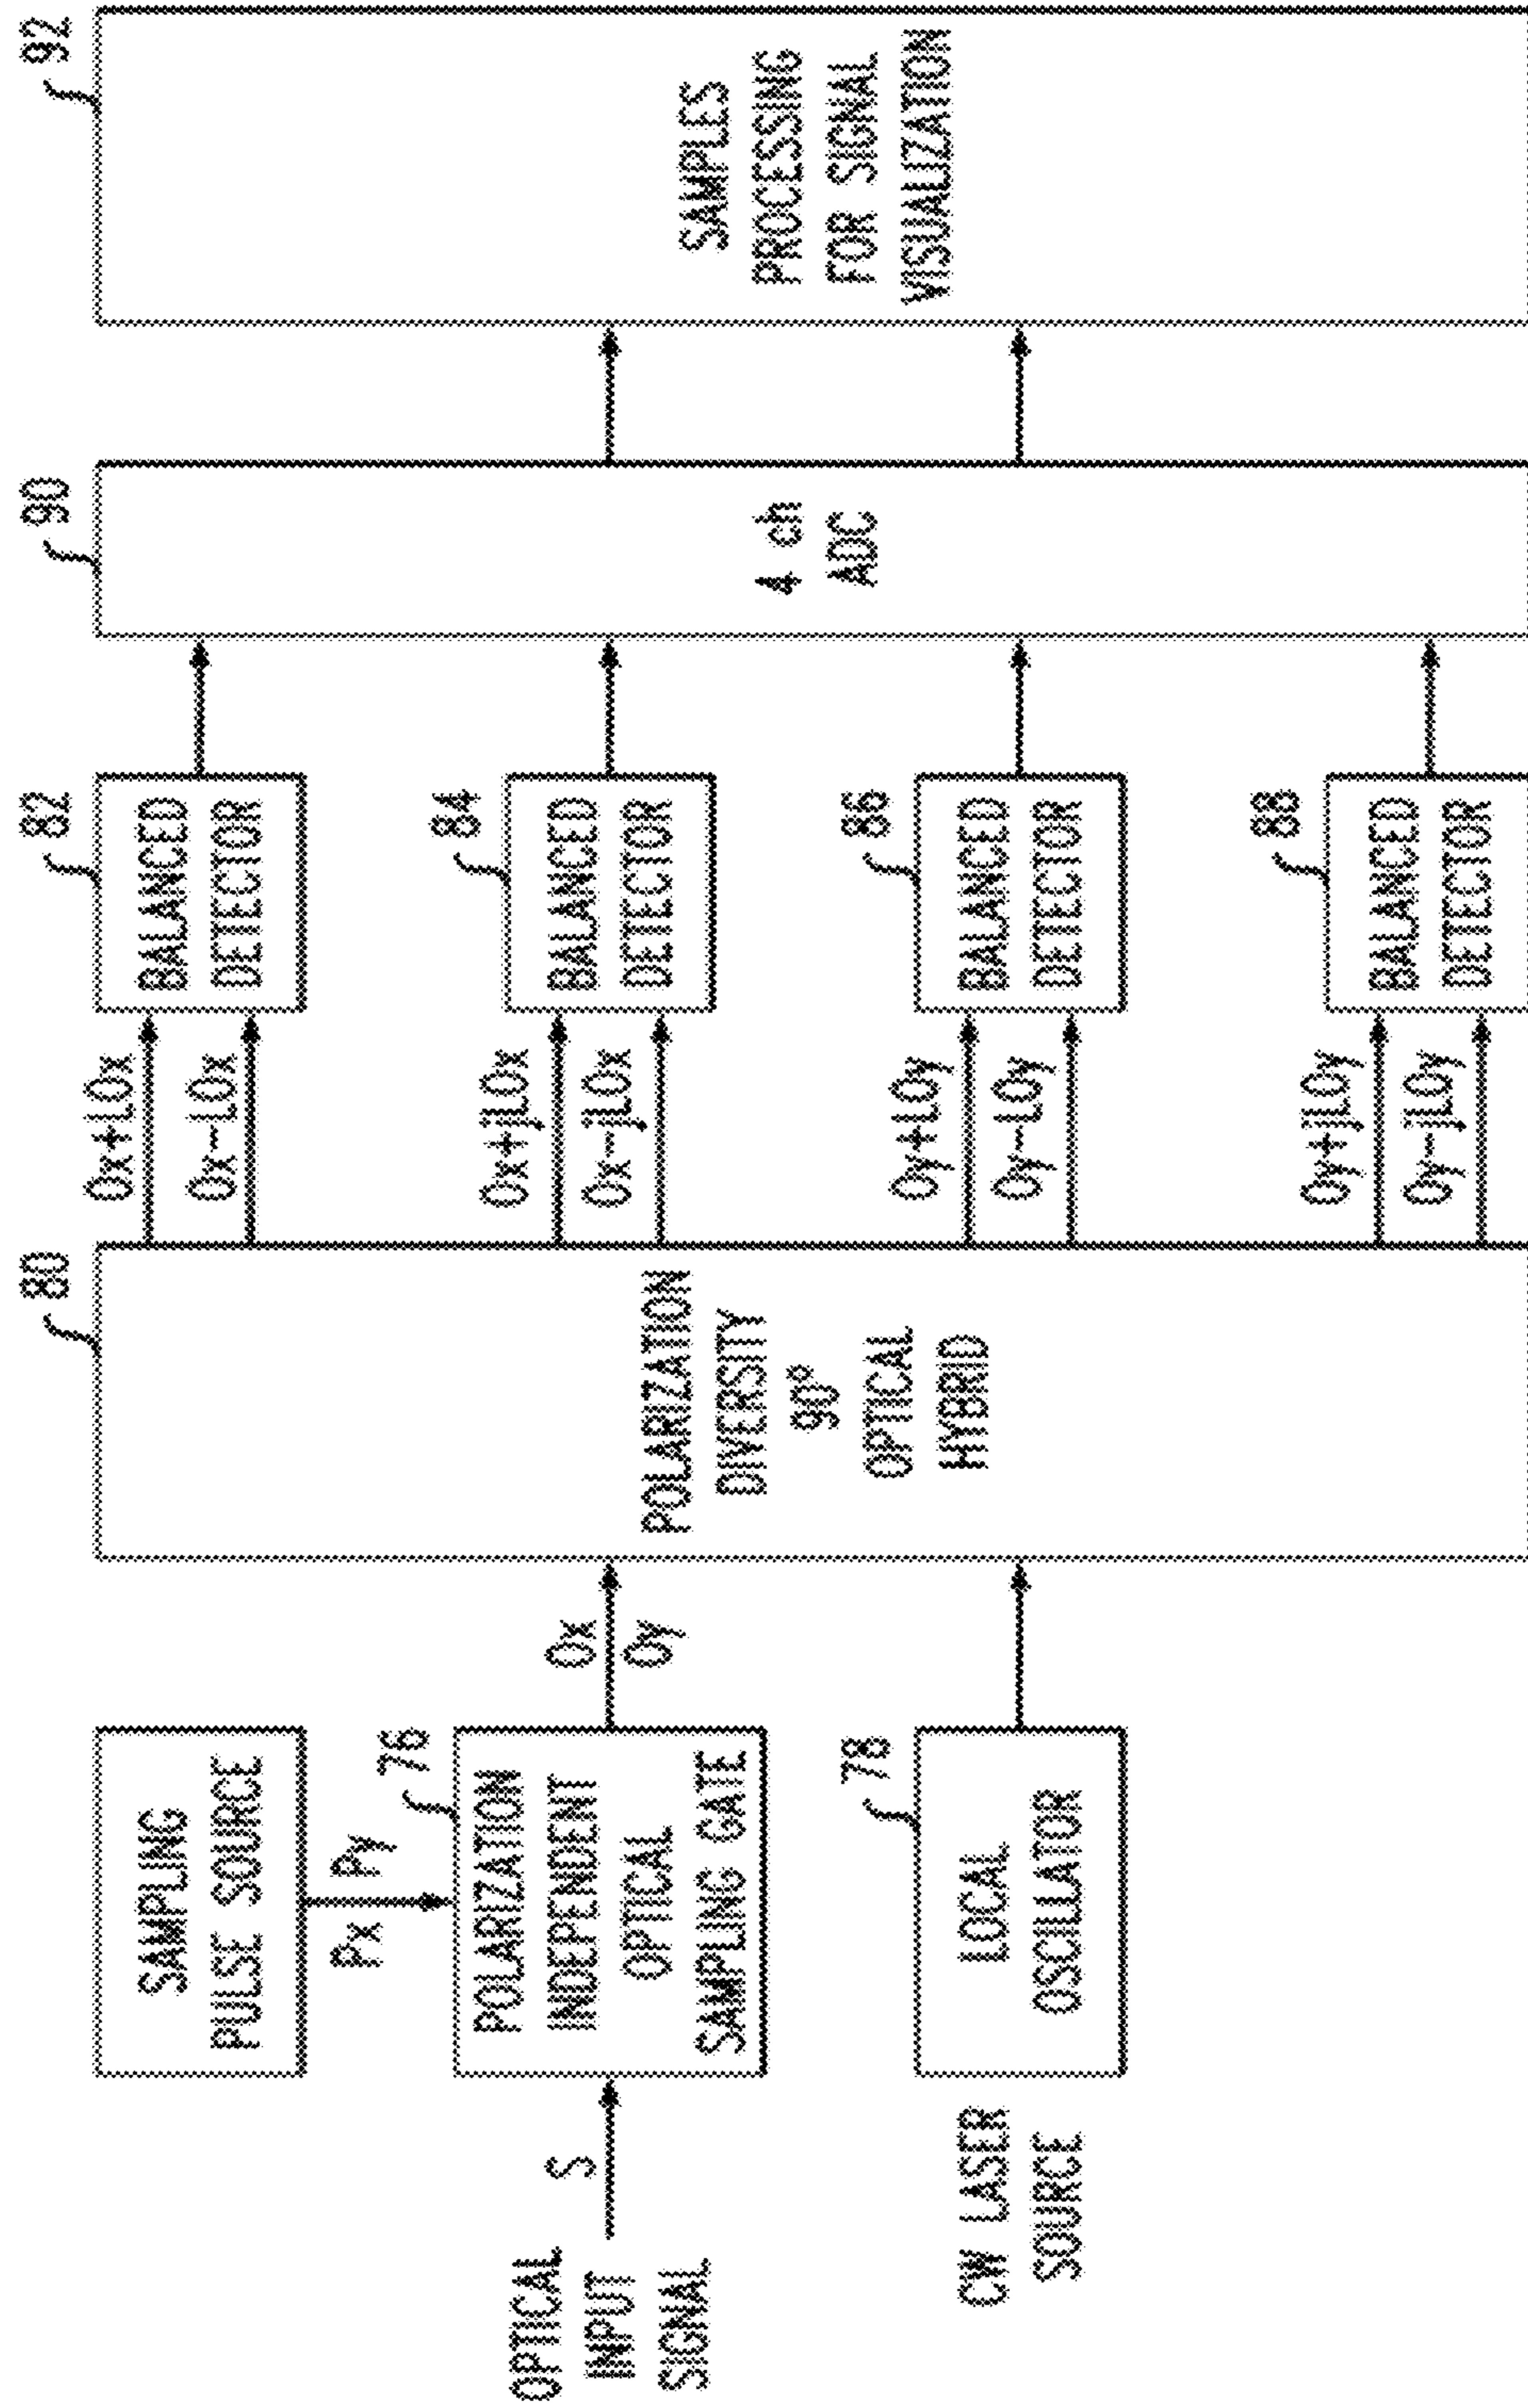 OPTICAL
INPUT
SIGNAL
S
SAMPLING
PULSE SOURCE
Px
Py
76
POLARIZATION
INDEPENDENT
OPTICAL
SAMPLING GATE
CW LASER
SOURCE
78
LOCAL
OSCILLATOR
Ox
Oy
80
POLARIZATION
DIVERSITY
90°
OPTICAL
HYBRID
Ox+LOx
Ox-LOx
Ox+jLOx
Ox-jLOx
Oy+LOy
Oy-LOy
Oy+jLOy
Oy-jLOy
82
BALANCED
DETECTOR
84
BALANCED
DETECTOR
86
BALANCED
DETECTOR
88
BALANCED
DETECTOR
90
4 ch
ADC
92
SAMPLES
PROCESSING
FOR SIGNAL
VISUALIZATION